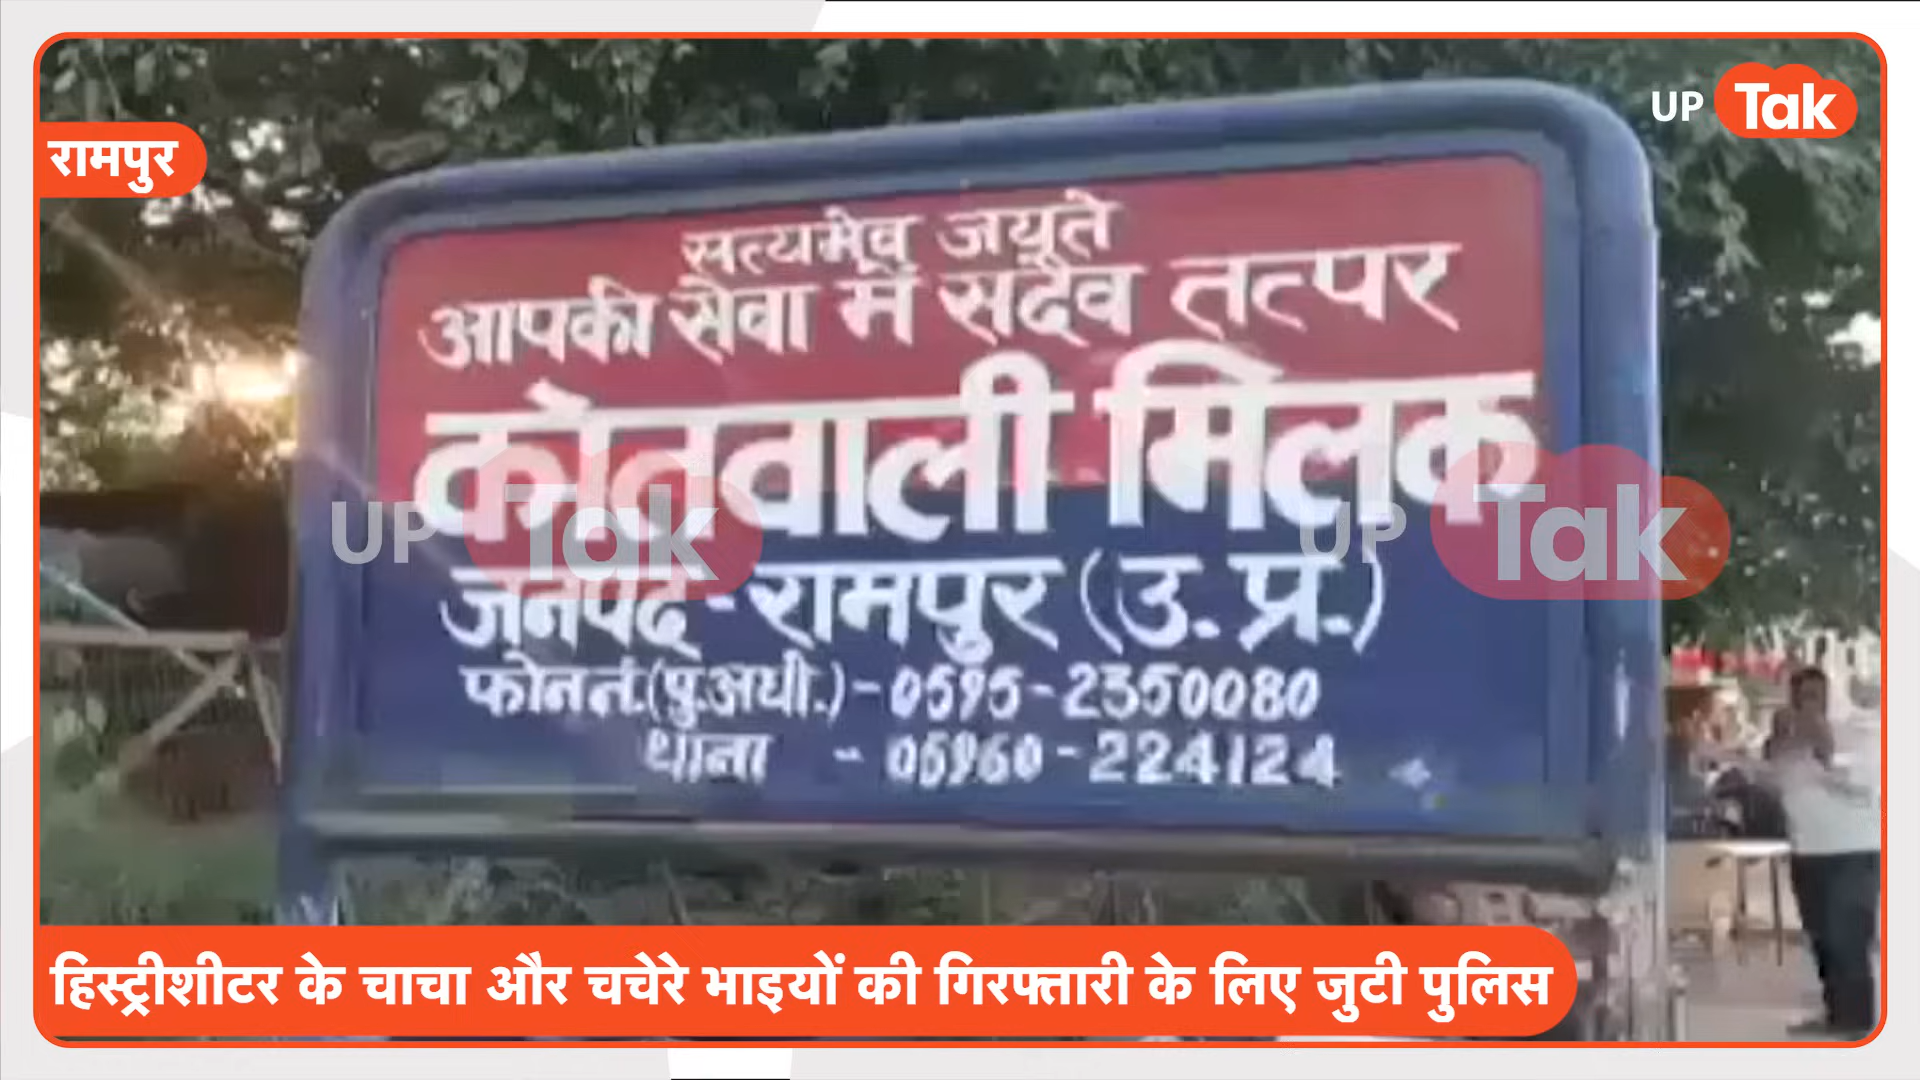 UP Tak
रामपुर
सत्यमेव जयते
आपकी सेवा में सदैव तत्पर
कोतवाली मिलक
UP Tak
UP Tak
जनपद-रामपुर (उ. प्र.)
फोन नं.(पु.अधी.)-0595-2350080
थाना - 05960-224124
हिस्ट्रीशीटर के चाचा और चचेरे भाइयों की गिरफ्तारी के लिए जुटी पुलिस